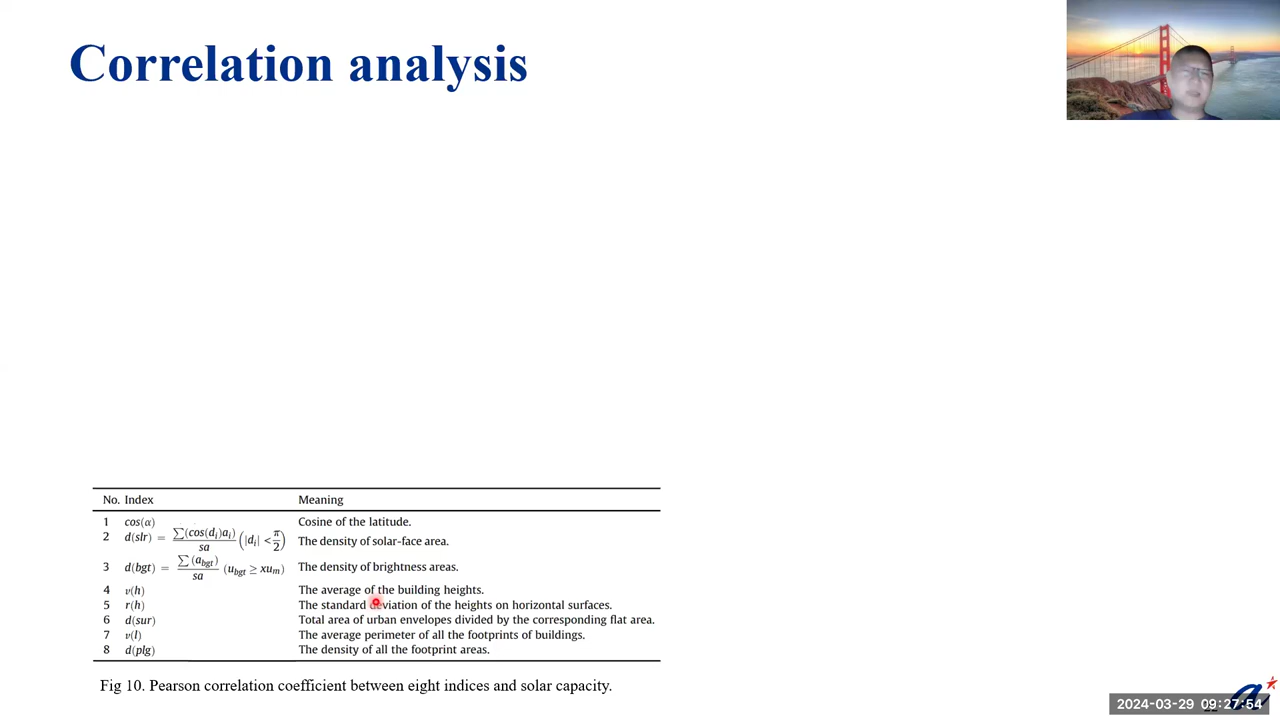 Correlation analysis
No. Index Meaning
1 cos(α) Cosine of the latitude.
2 d(slr) = ∑(cos(dᵢ)aᵢ) / sa (|dᵢ| < π/2) The density of solar-face area.
3 d(bgt) = ∑(a_bgt) / sa (u_bgt ≥ xu_m) The density of brightness areas.
4 v(h) The average of the building heights.
5 r(h) The standard deviation of the heights on horizontal surfaces.
6 d(sur) Total area of urban envelopes divided by the corresponding flat area.
7 v(l) The average perimeter of all the footprints of buildings.
8 d(plg) The density of all the footprint areas.
Fig 10. Pearson correlation coefficient between eight indices and solar capacity.
2024-03-29 09:27:54